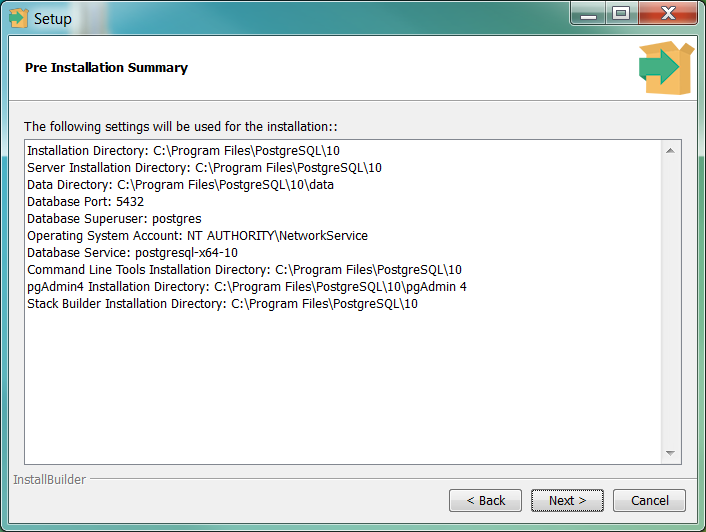 Setup
Pre Installation Summary
The following settings will be used for the installation::
Installation Directory: C:\Program Files\PostgreSQL\10
Server Installation Directory: C:\Program Files\PostgreSQL\10
Data Directory: C:\Program Files\PostgreSQL\10\data
Database Port: 5432
Database Superuser: postgres
Operating System Account: NT AUTHORITY\NetworkService
Database Service: postgresql-x64-10
Command Line Tools Installation Directory: C:\Program Files\PostgreSQL\10
pgAdmin4 Installation Directory: C:\Program Files\PostgreSQL\10\pgAdmin 4
Stack Builder Installation Directory: C:\Program Files\PostgreSQL\10
InstallBuilder
< Back Next > Cancel